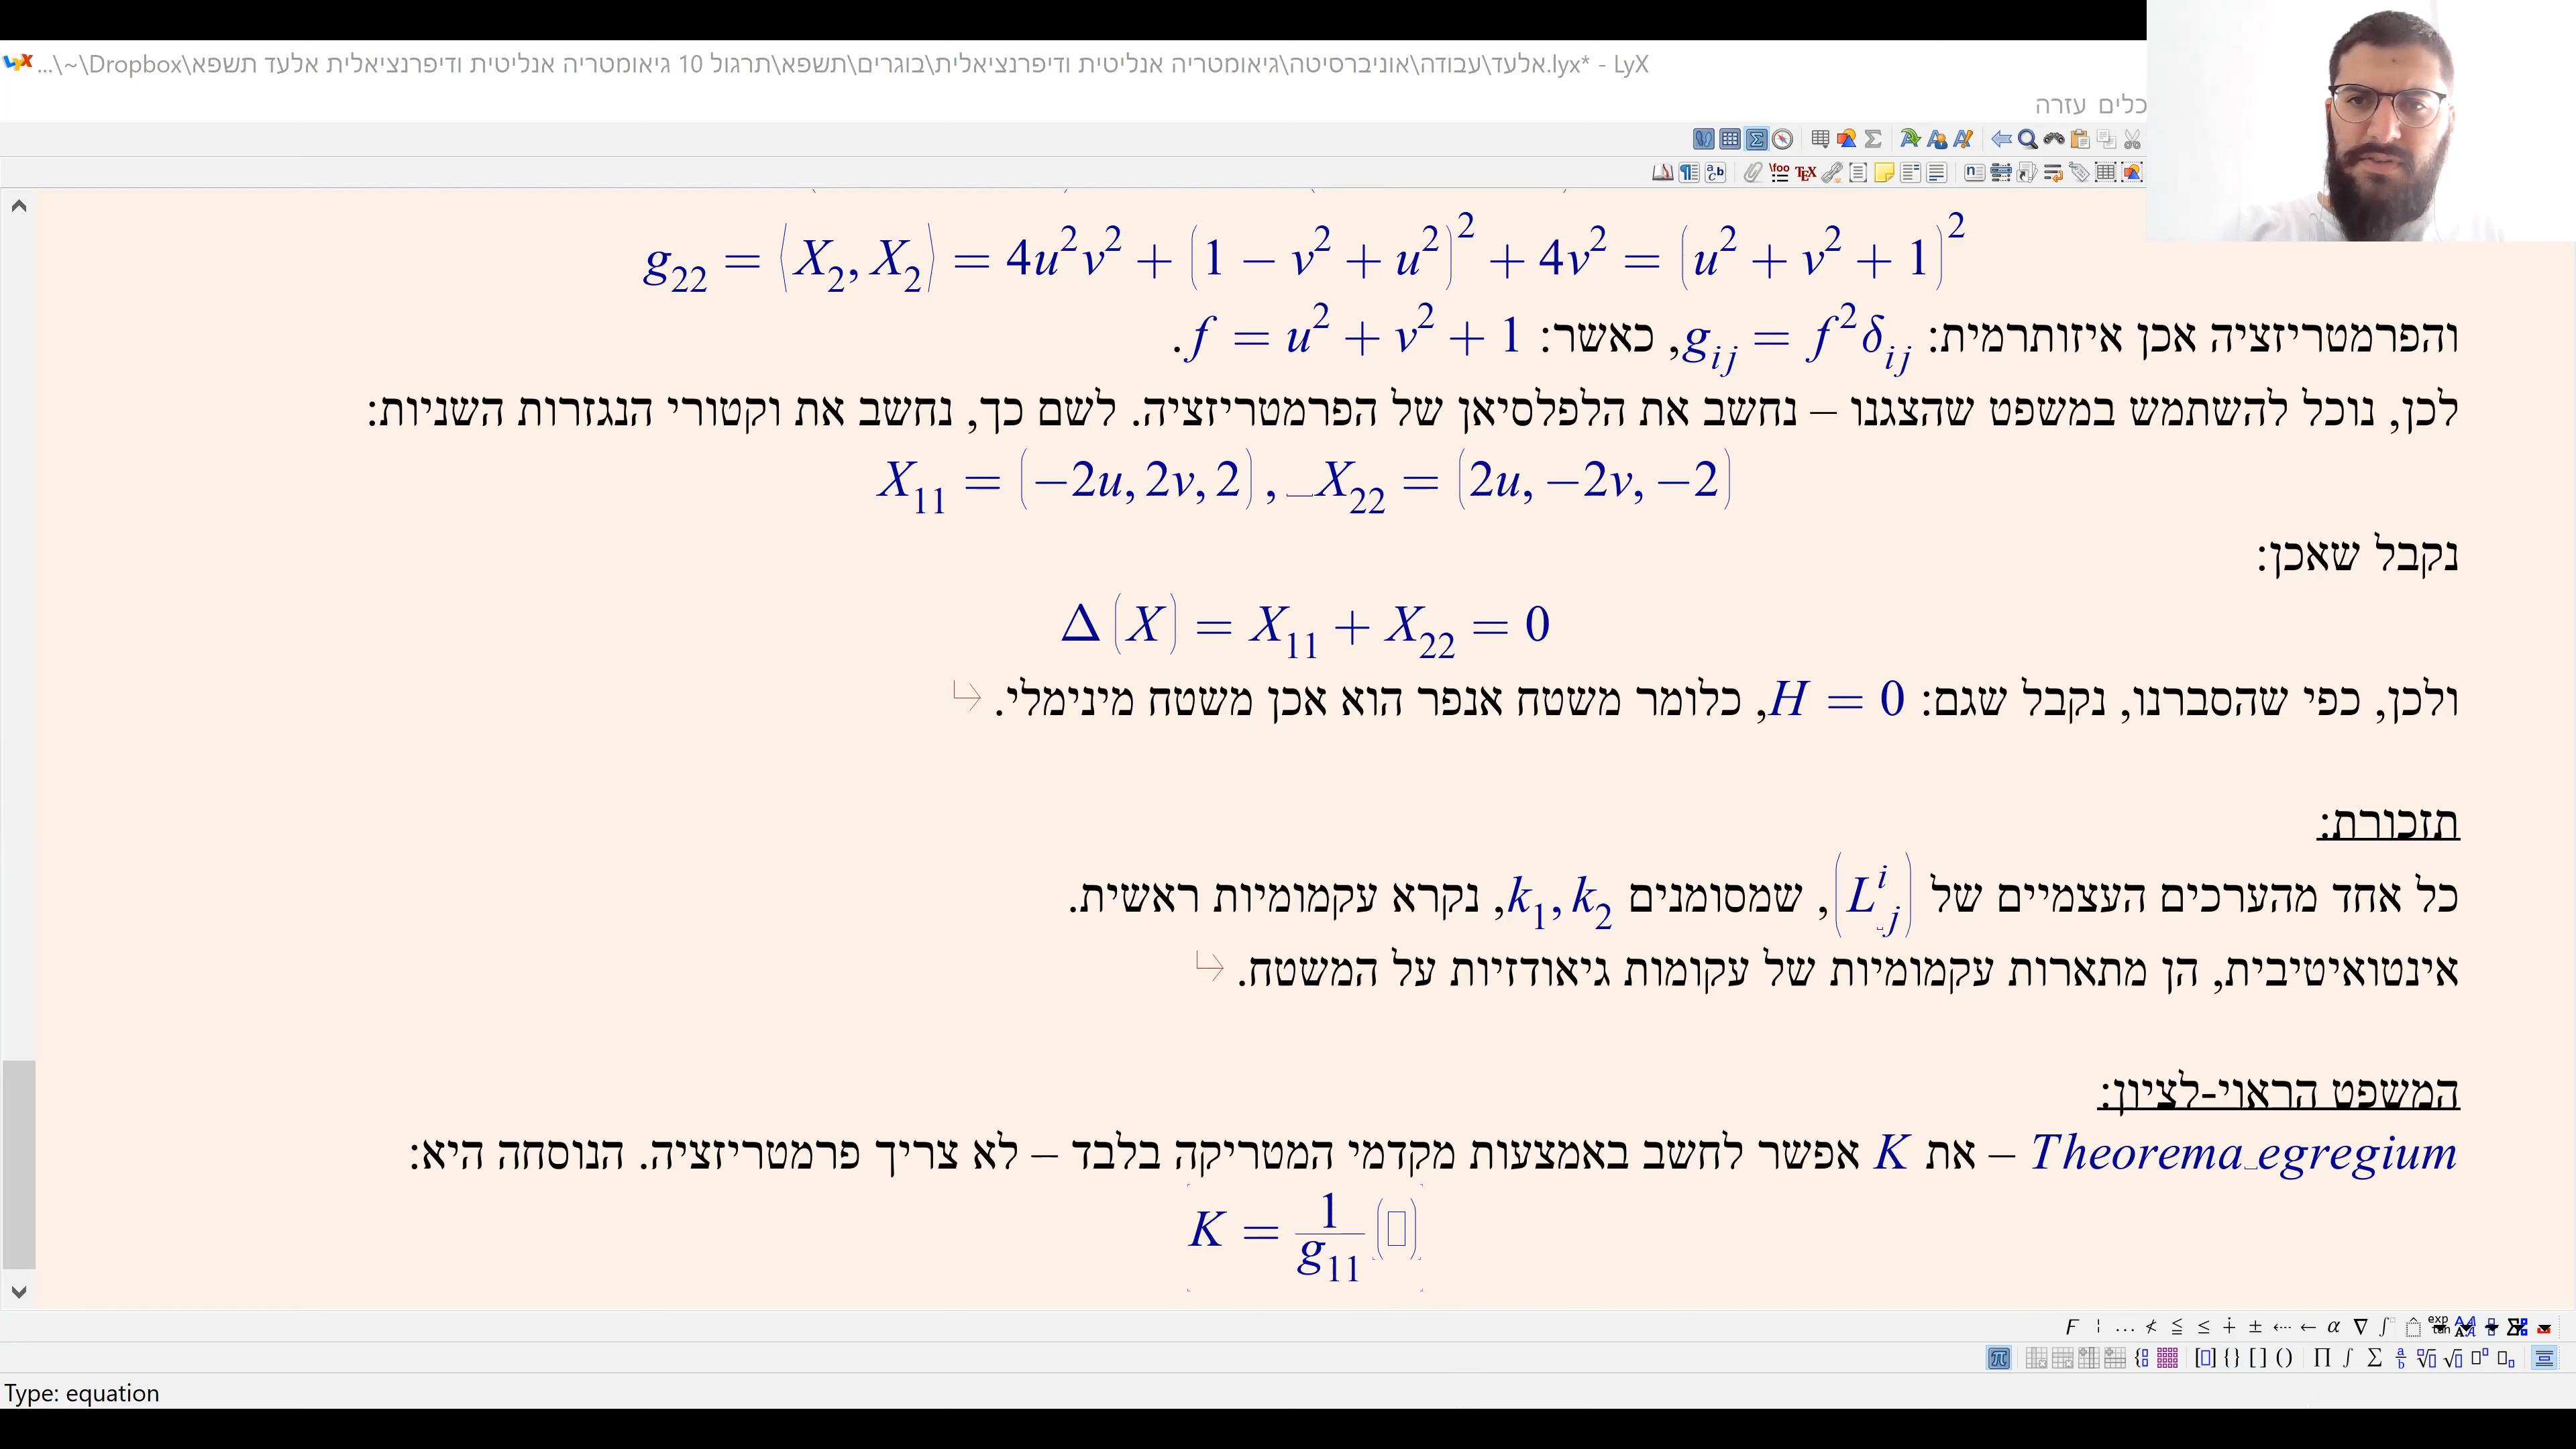 ...\~\Dropbox\אלעד\עבודה\אוניברסיטה\גיאומטריה אנליטית ודיפרנציאלית\בוגרים\תשפא\תרגול 10 גיאומטריה אנליטית ודיפרנציאלית אלעד תשפא.lyx* - LyX
כלים עזרה
g_{22} = ⟨X_2, X_2⟩ = 4u^2v^2 + (1 − v^2 + u^2)^2 + 4v^2 = (u^2 + v^2 + 1)^2
והפרמטריזציה אכן איזותרמית: g_{ij} = f^2δ_{ij}, כאשר: f = u^2 + v^2 + 1.
לכן, נוכל להשתמש במשפט שהצגנו – נחשב את הלפלסיאן של הפרמטריזציה. לשם כך, נחשב את וקטורי הנגזרות השניות:
X_{11} = (−2u, 2v, 2), X_{22} = (2u, −2v, −2)
נקבל שאכן:
Δ(X) = X_{11} + X_{22} = 0
ולכן, כפי שהסברנו, נקבל שגם: H = 0, כלומר משטח אנפר הוא אכן משטח מינימלי.
תזכורת:
כל אחד מהערכים העצמיים של (L^i_j), שמסומנים k_1, k_2, נקרא עקמומיות ראשית.
אינטואיטיבית, הן מתארות עקמומיות של עקומות גיאודזיות על המשטח.
המשפט הראוי-לציון:
Theorema egregium – את K אפשר לחשב באמצעות מקדמי המטריקה בלבד – לא צריך פרמטריזציה. הנוסחה היא:
K = \frac{1}{g_{11}} (□)
Type: equation